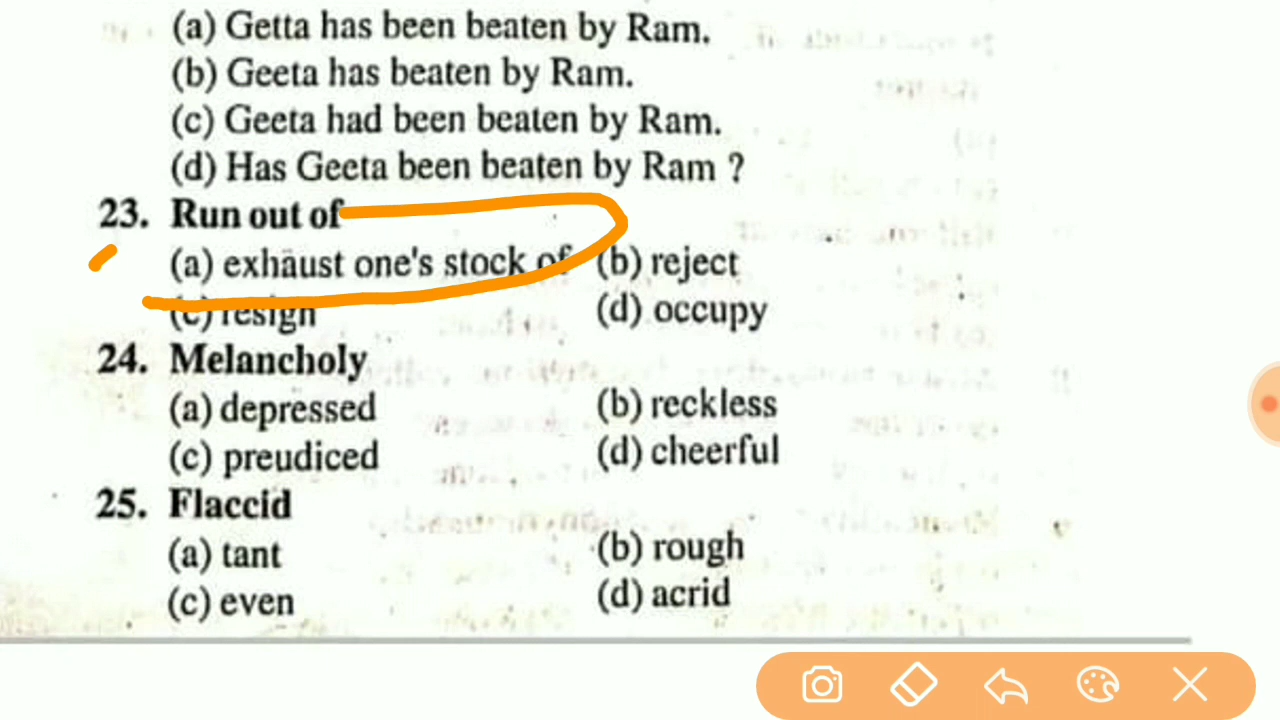 (a) Getta has been beaten by Ram.
(b) Geeta has beaten by Ram.
(c) Geeta had been beaten by Ram.
(d) Has Geeta been beaten by Ram ?
23. Run out of
(a) exhaust one's stock of (b) reject
(c) resign (d) occupy
24. Melancholy
(a) depressed (b) reckless
(c) preudiced (d) cheerful
25. Flaccid
(a) tant (b) rough
(c) even (d) acrid